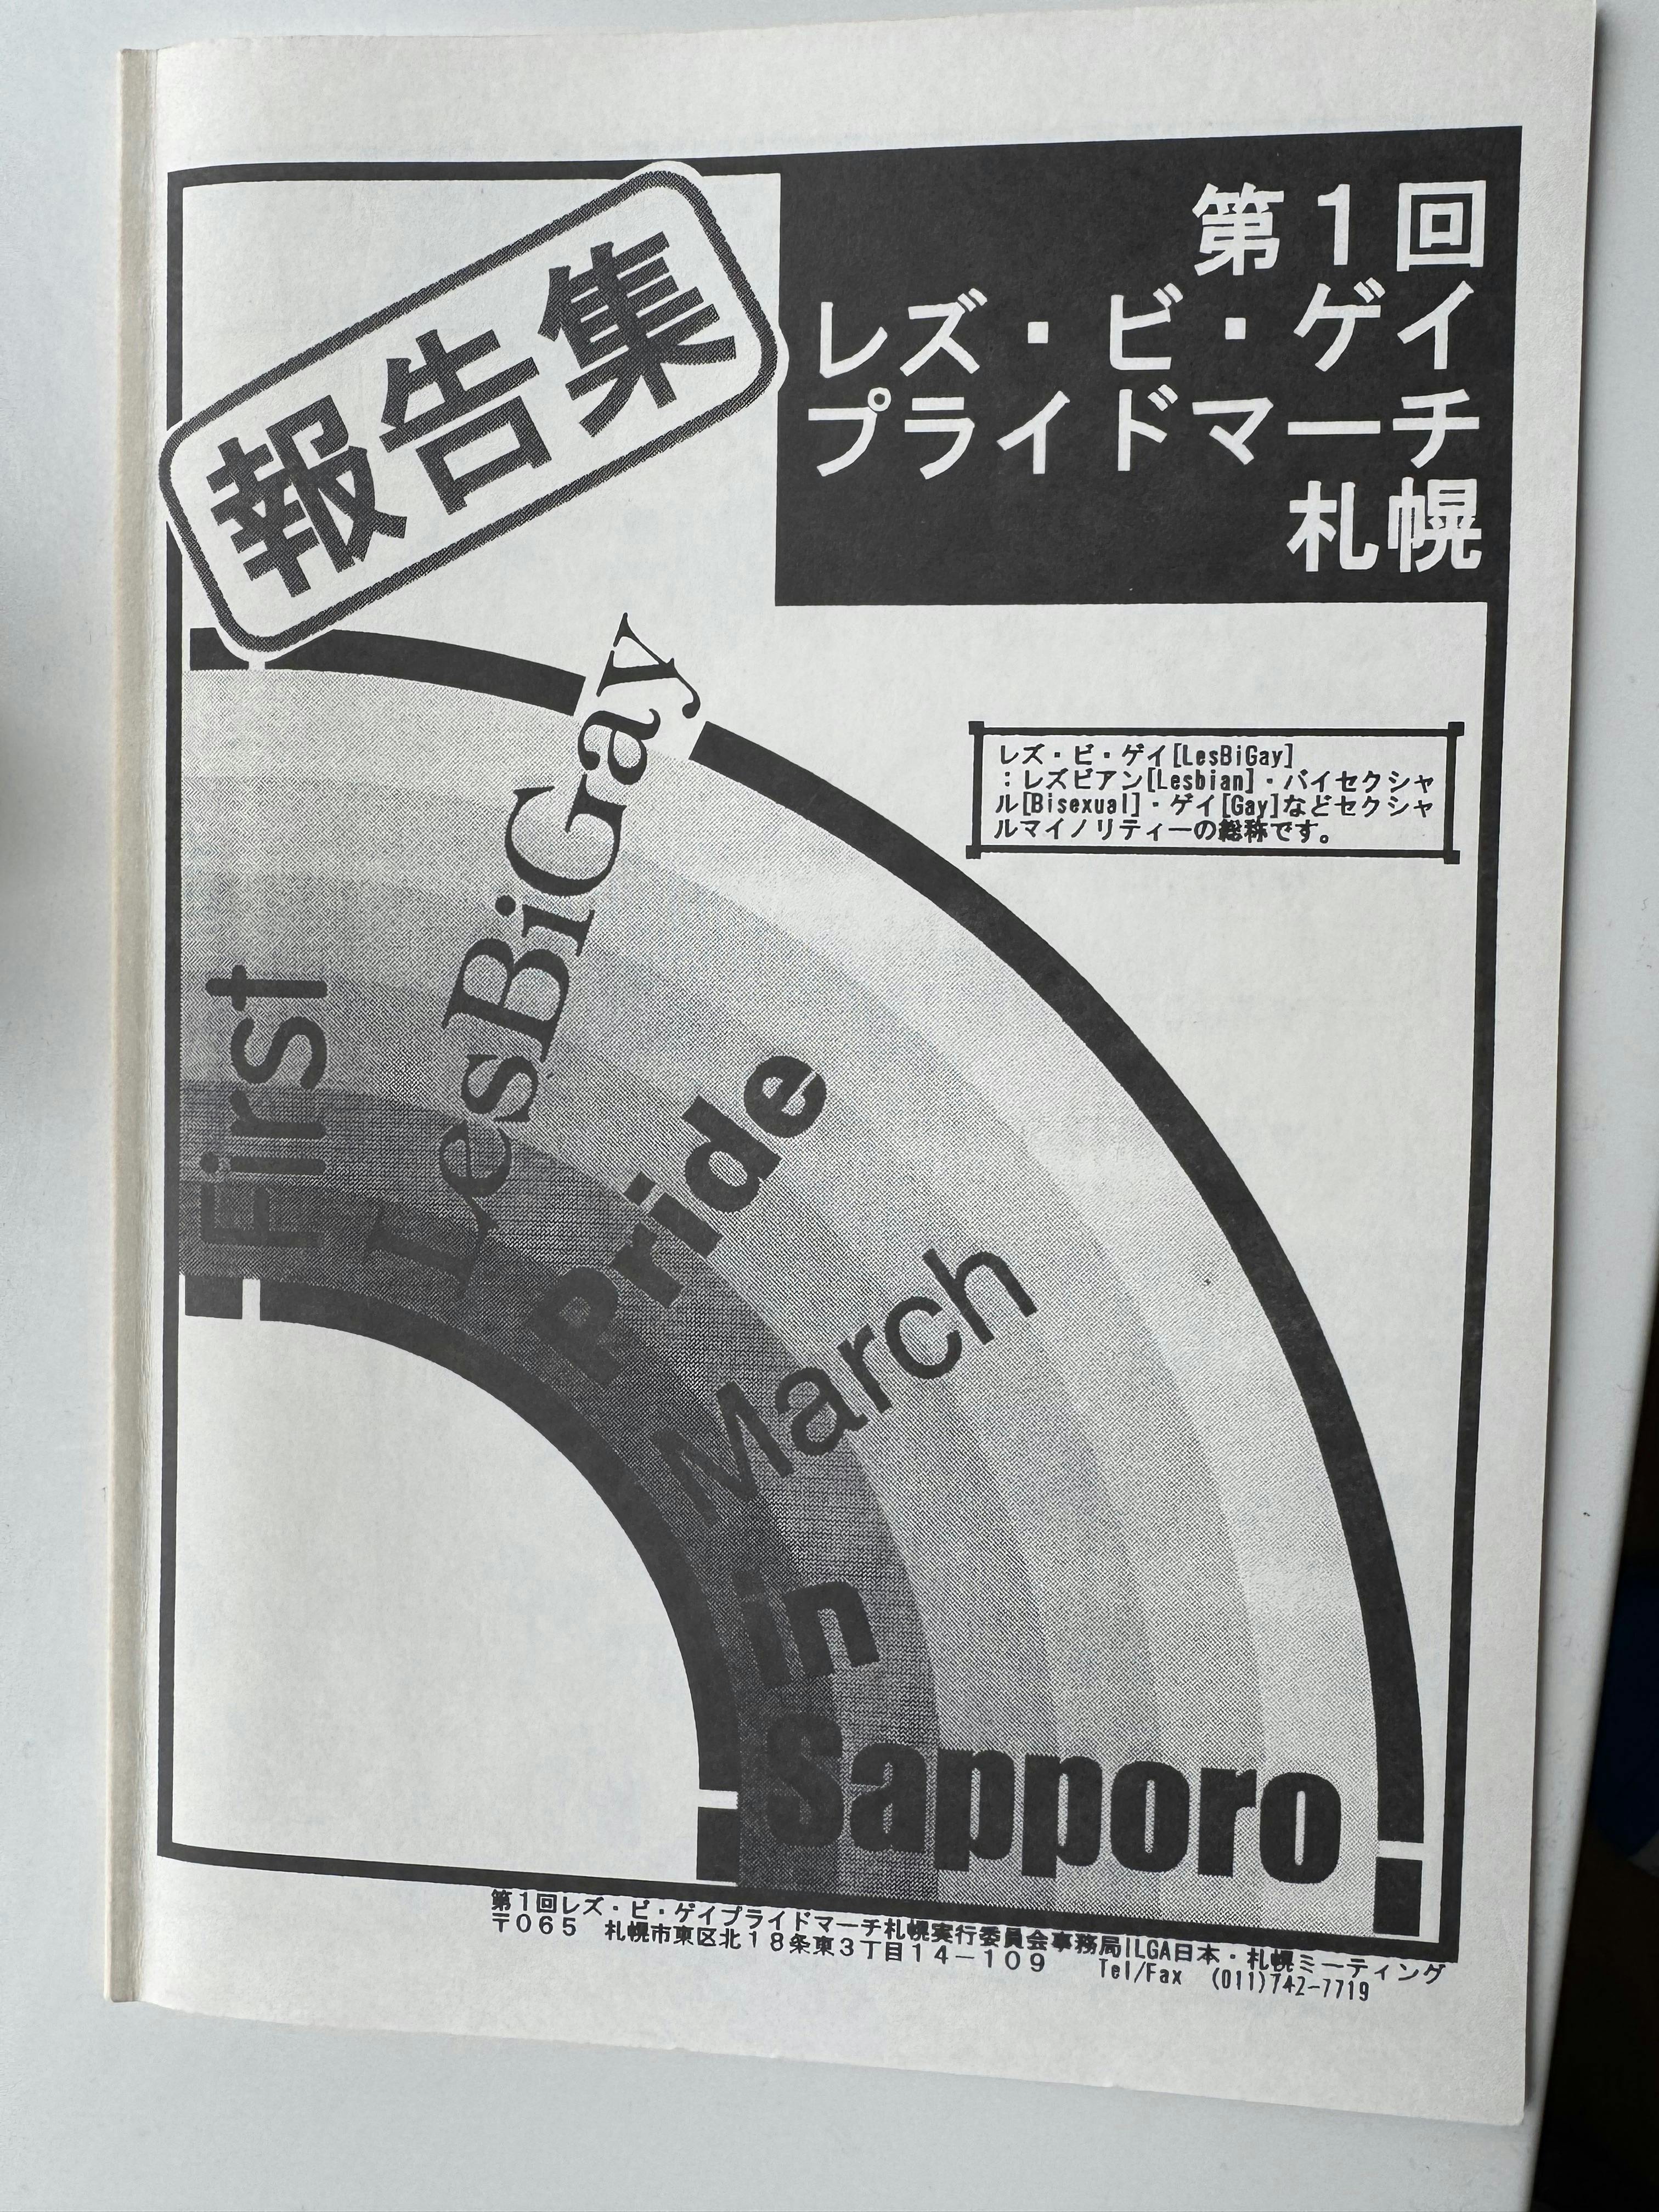 第１回
レズ・ビ・ゲイ
プライドマーチ
札幌
報告集
レズ・ビ・ゲイ[LesBiGay]
：レズビアン[Lesbian]・バイセクシャ
ル[Bisexual]・ゲイ[Gay]などセクシャ
ルマイノリティーの総称です。
First
LesBiGay
Pride
March
in
Sapporo
第１回レズ・ビ・ゲイプライドマーチ札幌実行委員会事務局ILGA日本・札幌ミーティング
〒０６５　札幌市東区北１８条東３丁目１４－１０９　Tel/Fax　(011)742-7719